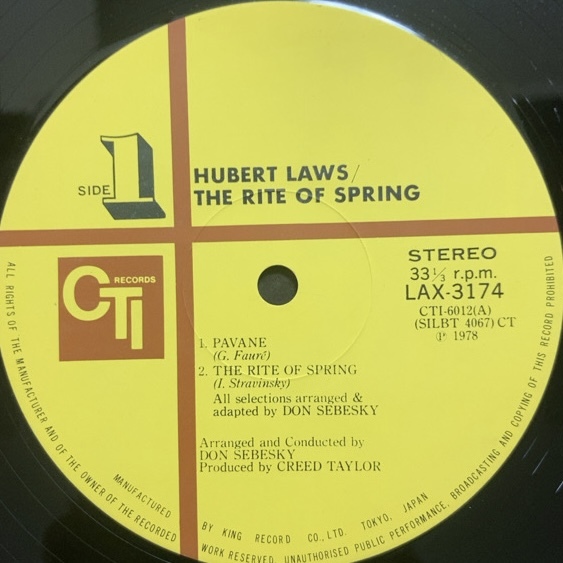 SIDE 1
HUBERT LAWS/
THE RITE OF SPRING
CTI RECORDS
STEREO
33 1/3 r.p.m.
LAX-3174
CTI-6012(A)
(SILBT 4067) CT
Ⓟ 1978
1. PAVANE
(G. Fauré)
2. THE RITE OF SPRING
(I. Stravinsky)
All selections arranged &
adapted by DON SEBESKY
Arranged and Conducted by
DON SEBESKY
Produced by CREED TAYLOR
MANUFACTURED BY KING RECORD CO., LTD. TOKYO, JAPAN
ALL RIGHTS OF THE MANUFACTURER AND OF THE OWNER OF THE RECORDED WORK RESERVED. UNAUTHORISED PUBLIC PERFORMANCE, BROADCASTING AND COPYING OF THIS RECORD PROHIBITED